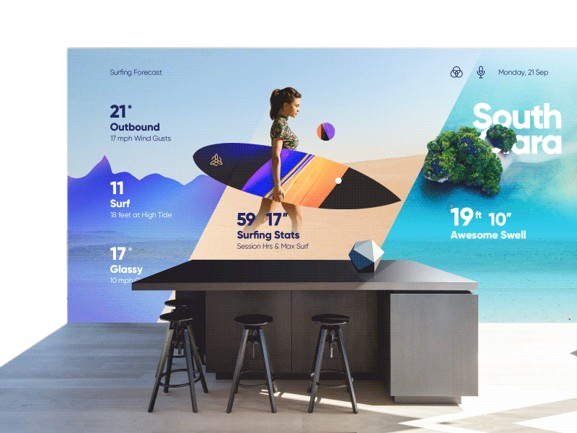 Surfing Forecast
Monday, 21 Sep
21°
Outbound
17 mph Wind Gusts
11
Surf
18 feet at High Tide
17°
Glassy
59 17”
Surfing Stats
Session Hrs & Max Surf
South
19ft 10”
Awesome Swell